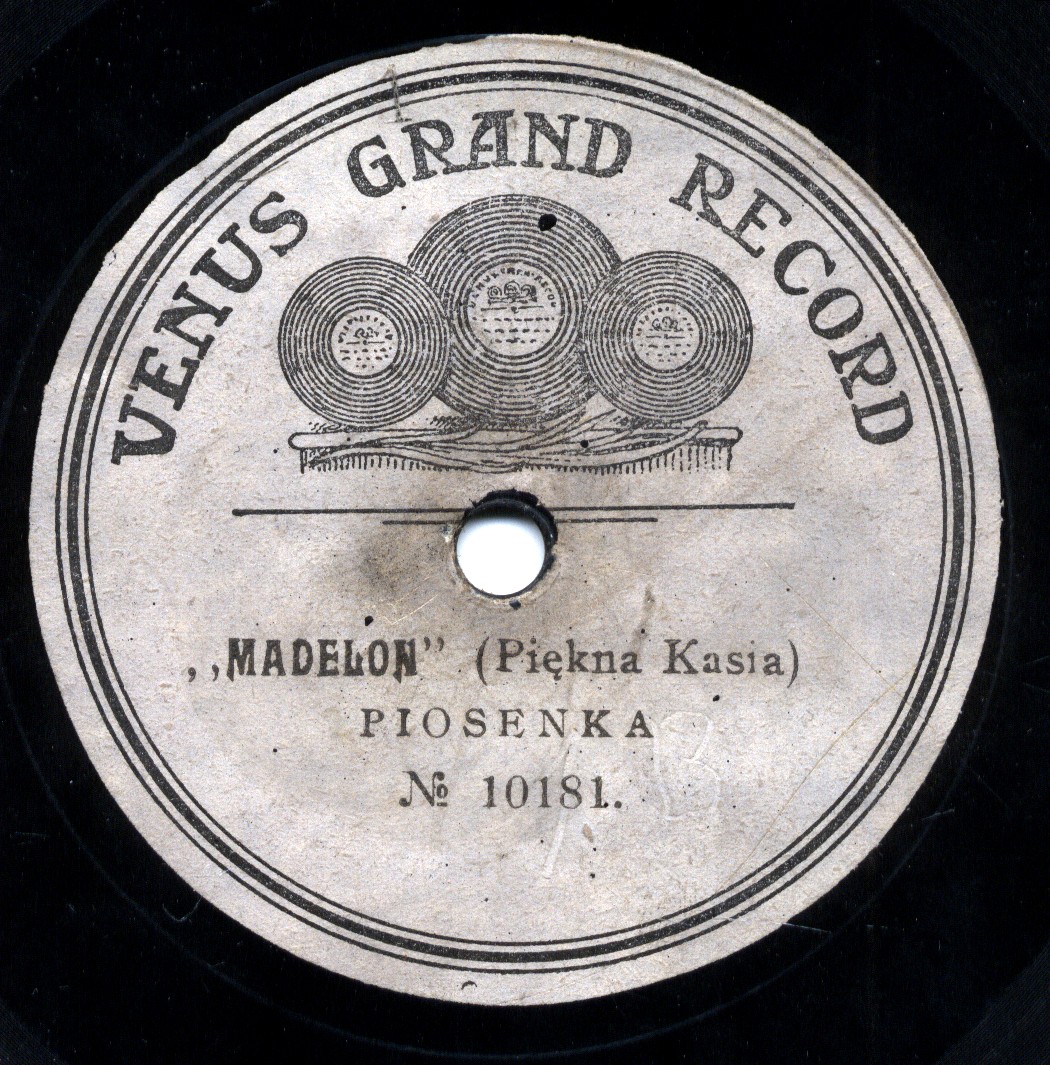 VENUS GRAND RECORD
„MADELON” (Piękna Kasia)
PIOSENKA
№ 10181.